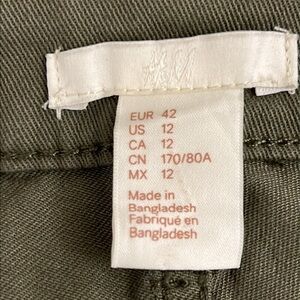 H&M
EUR 42
US 12
CA 12
CN 170/80A
MX 12
Made in
Bangladesh
Fabriqué en
Bangladesh